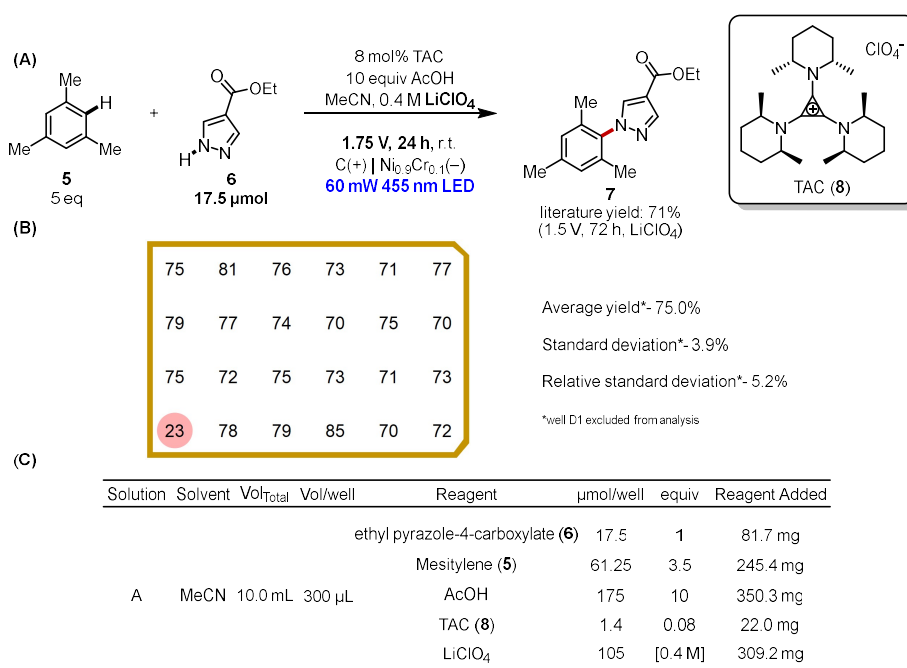 (A)
Me
H
Me
Me
5
5 eq
+
O
OEt
N
N
H
6
17.5 µmol
8 mol% TAC
10 equiv AcOH
MeCN, 0.4 M LiClO4
1.75 V, 24 h, r.t.
C(+) | Ni0.9Cr0.1(–)
60 mW 455 nm LED
O
OEt
Me
N
N
Me
Me
7
literature yield: 71%
(1.5 V, 72 h, LiClO4)
ClO4–
Me
N
Me
Me
Me
N
N
+
Me
Me
TAC (8)
(B)
75 81 76 73 71 77
79 77 74 70 75 70
75 72 75 73 71 73
23 78 79 85 70 72
Average yield*- 75.0%
Standard deviation*- 3.9%
Relative standard deviation*- 5.2%
*well D1 excluded from analysis
(C)
Solution Solvent VolTotal Vol/well Reagent µmol/well equiv Reagent Added
ethyl pyrazole-4-carboxylate (6) 17.5 1 81.7 mg
Mesitylene (5) 61.25 3.5 245.4 mg
A MeCN 10.0 mL 300 µL AcOH 175 10 350.3 mg
TAC (8) 1.4 0.08 22.0 mg
LiClO4 105 [0.4 M] 309.2 mg